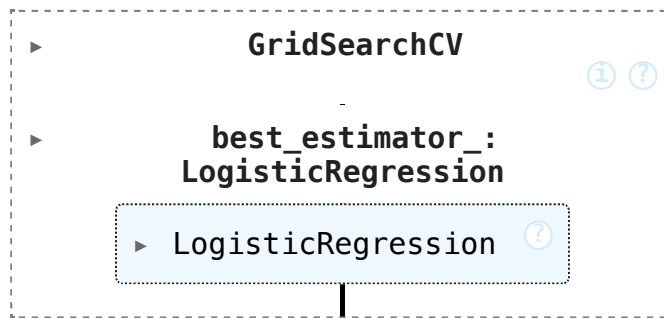 ▸ GridSearchCV
i ?
▸ best_estimator_:
LogisticRegression
▸ LogisticRegression ?